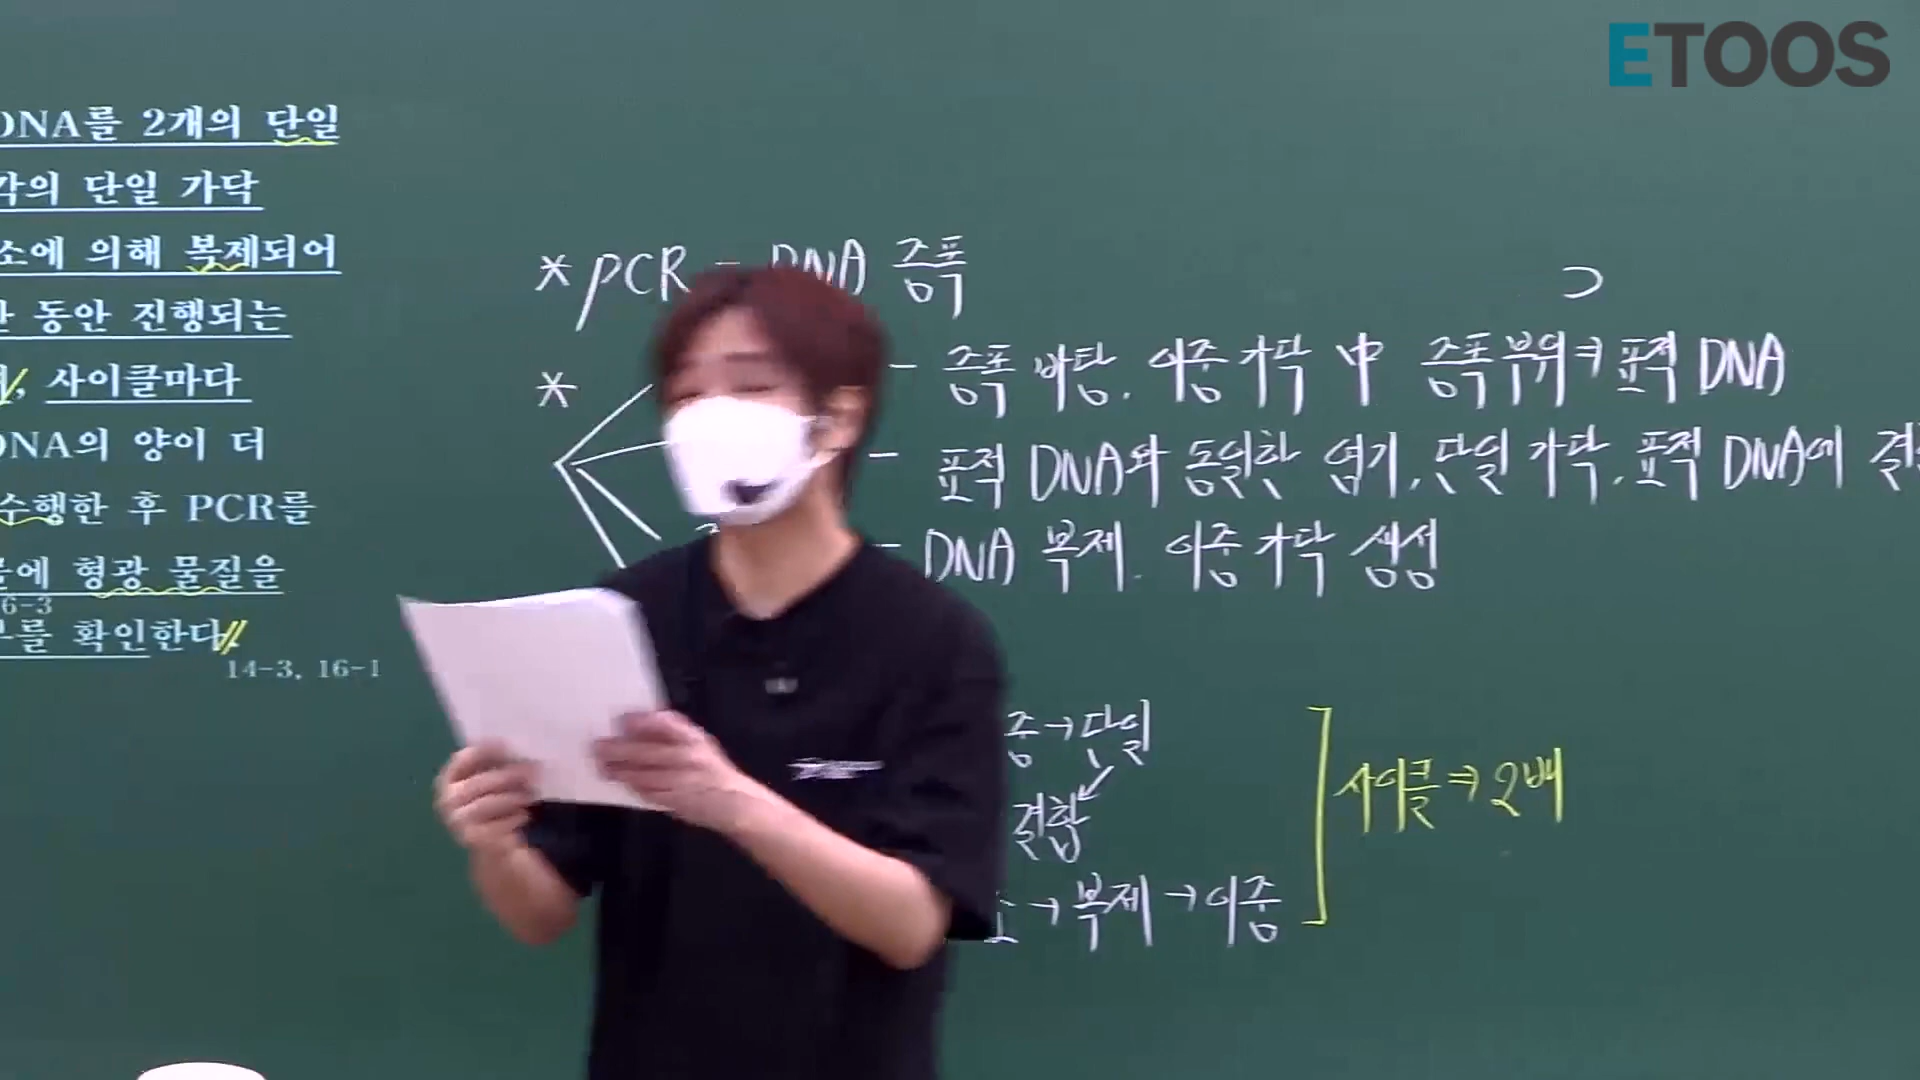 ETOOS
DNA를 2개의 단일
각의 단일 가닥
소에 의해 복제되어
동안 진행되는
사이클마다
DNA의 양이 더
수행한 후 PCR를
에 형광 물질을
6-3
를 확인한다.
14-3, 16-1
* PCR - DNA 증폭
*
- 증폭 바탕. 이중가닥 中 증폭부위⇒표적 DNA
- 표적 DNA와 동일한 염기, 단일 가닥. 표적 DNA에 결
- DNA 복제. 이중가닥 생성
중→단일
결합
소→복제→이중
사이클⇒2배